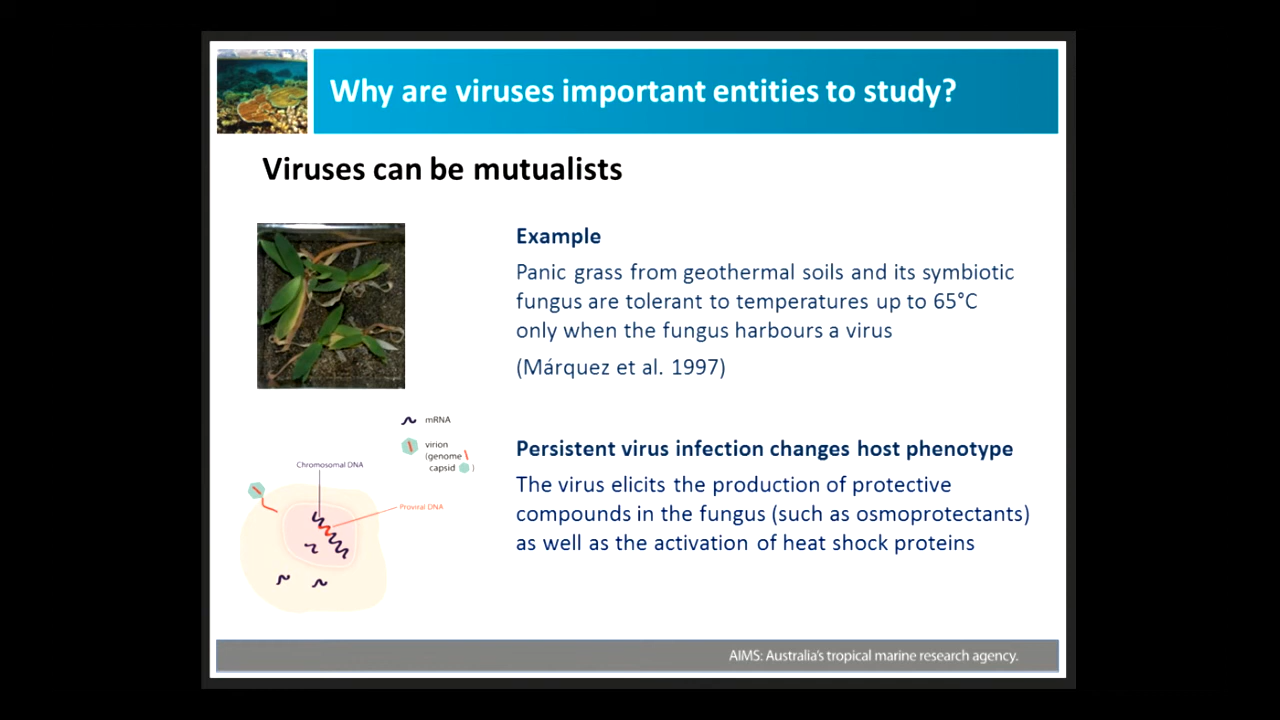 Why are viruses important entities to study?
Viruses can be mutualists
Example
Panic grass from geothermal soils and its symbiotic
fungus are tolerant to temperatures up to 65°C
only when the fungus harbours a virus
(Márquez et al. 1997)
mRNA
virion
(genome
capsid )
Chromosomal DNA
Proviral DNA
Persistent virus infection changes host phenotype
The virus elicits the production of protective
compounds in the fungus (such as osmoprotectants)
as well as the activation of heat shock proteins
AIMS: Australia's tropical marine research agency.